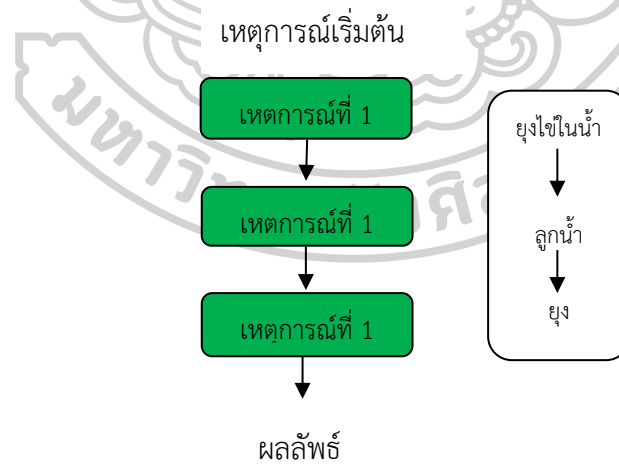 เหตุการณ์เริ่มต้น
เหตการณ์ที่ 1
เหตการณ์ที่ 1
เหตุการณ์ที่ 1
ผลลัพธ์
ยุงไข่ในน้ำ
ลูกน้ำ
ยุง